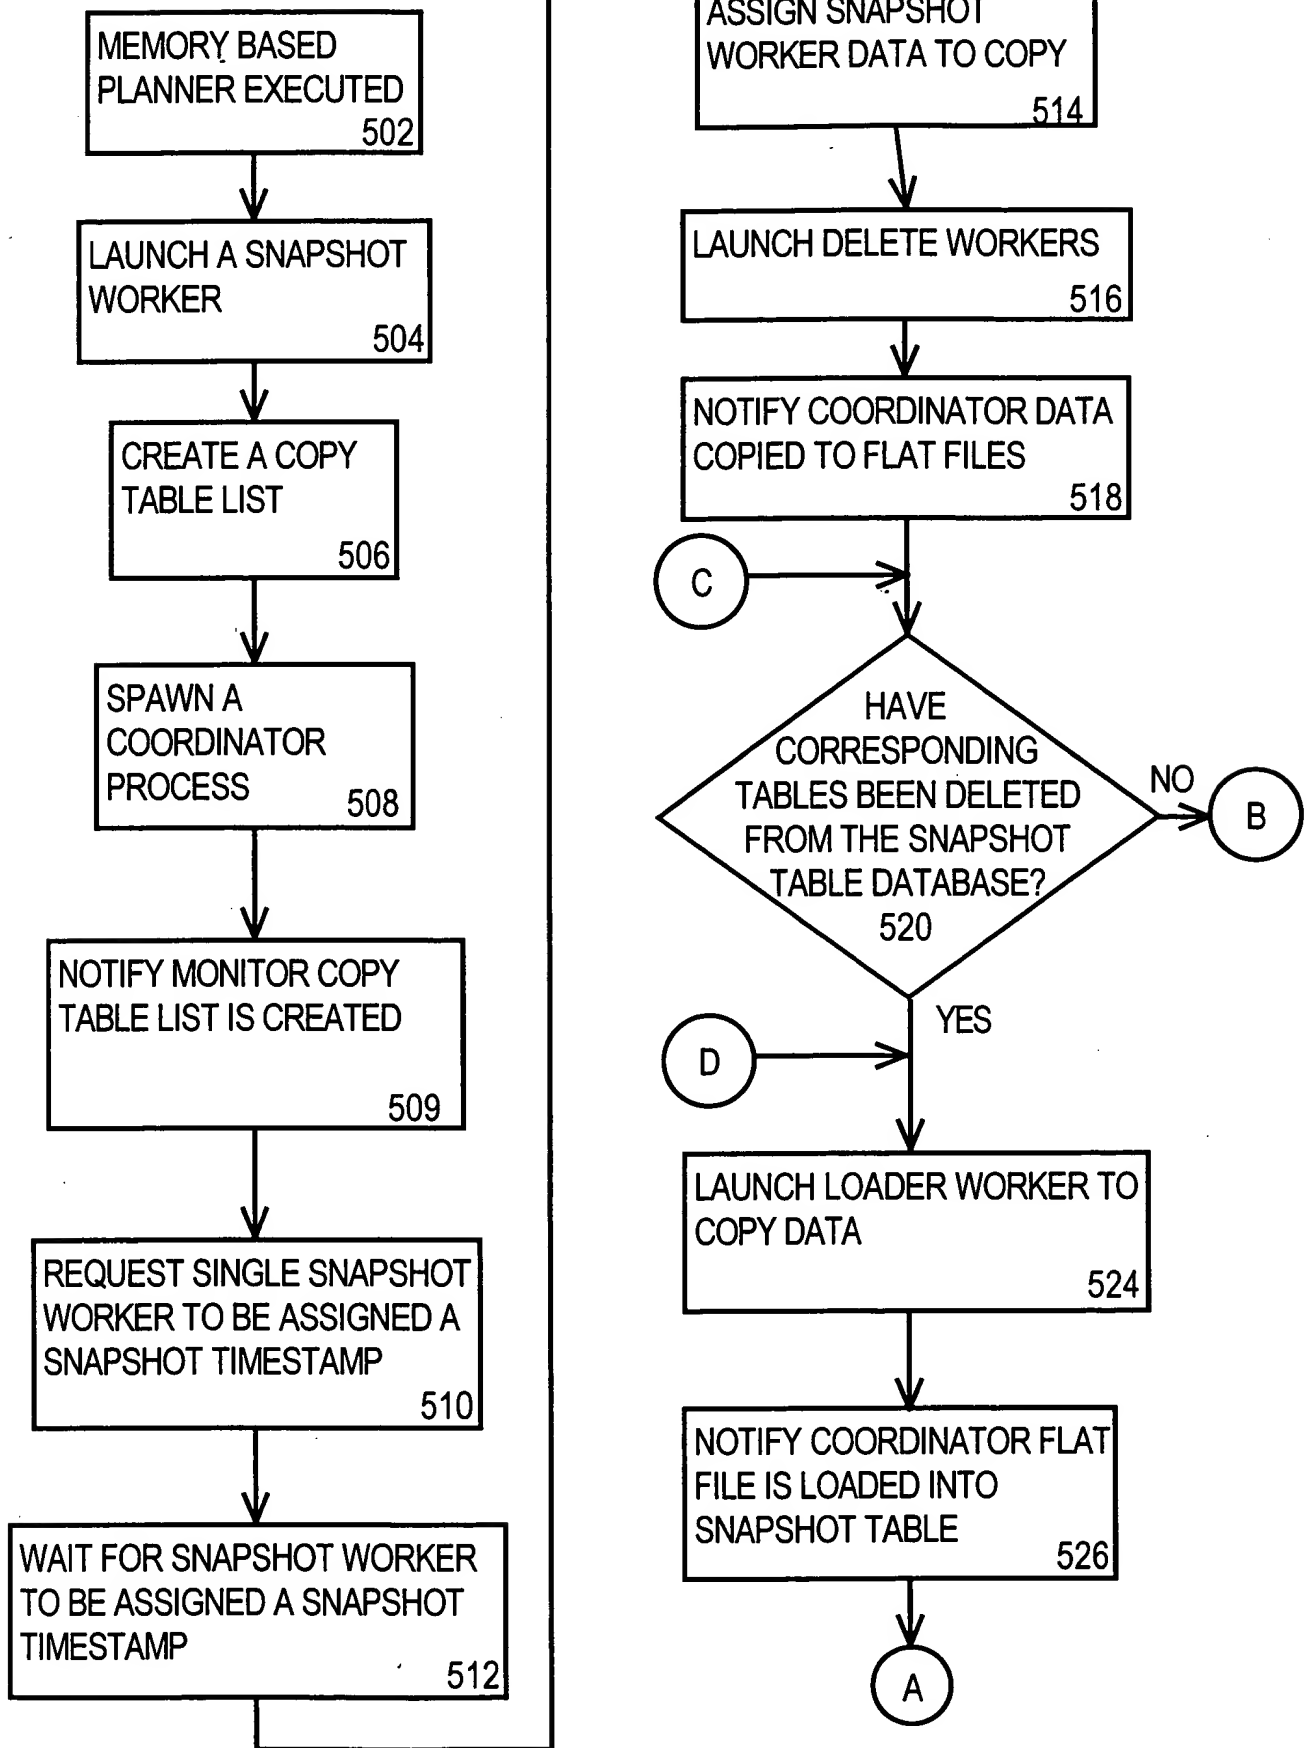 MEMORY BASED
PLANNER EXECUTED
502
LAUNCH A SNAPSHOT
WORKER
504
CREATE A COPY
TABLE LIST
506
SPAWN A
COORDINATOR
PROCESS
508
NOTIFY MONITOR COPY
TABLE LIST IS CREATED
509
REQUEST SINGLE SNAPSHOT
WORKER TO BE ASSIGNED A
SNAPSHOT TIMESTAMP
510
WAIT FOR SNAPSHOT WORKER
TO BE ASSIGNED A SNAPSHOT
TIMESTAMP
512
ASSIGN SNAPSHOT
WORKER DATA TO COPY
514
LAUNCH DELETE WORKERS
516
NOTIFY COORDINATOR DATA
COPIED TO FLAT FILES
518
C
HAVE
CORRESPONDING
TABLES BEEN DELETED
FROM THE SNAPSHOT
TABLE DATABASE?
520
NO
B
YES
D
LAUNCH LOADER WORKER TO
COPY DATA
524
NOTIFY COORDINATOR FLAT
FILE IS LOADED INTO
SNAPSHOT TABLE
526
A